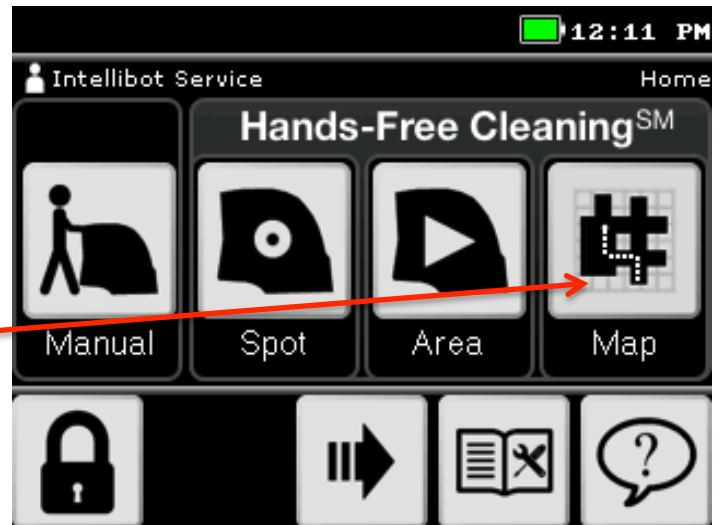 12:11 PM
Intellibot Service Home
Hands-Free Cleaning℠
Manual Spot Area Map
?